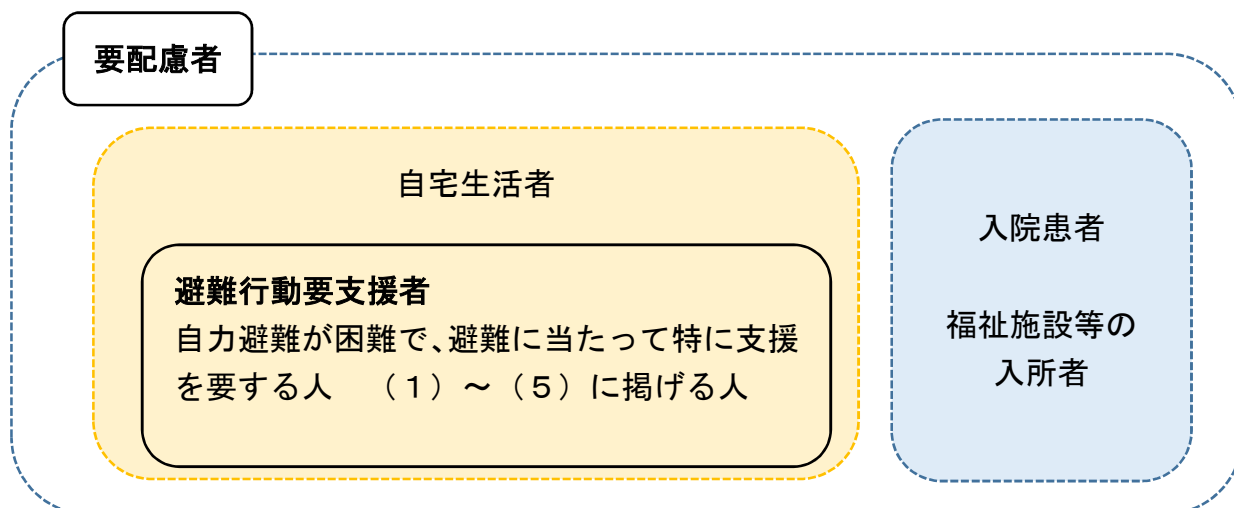 要配慮者
自宅生活者
避難行動要支援者
自力避難が困難で、避難に当たって特に支援
を要する人　（１）～（５）に掲げる人
入院患者
福祉施設等の
入所者